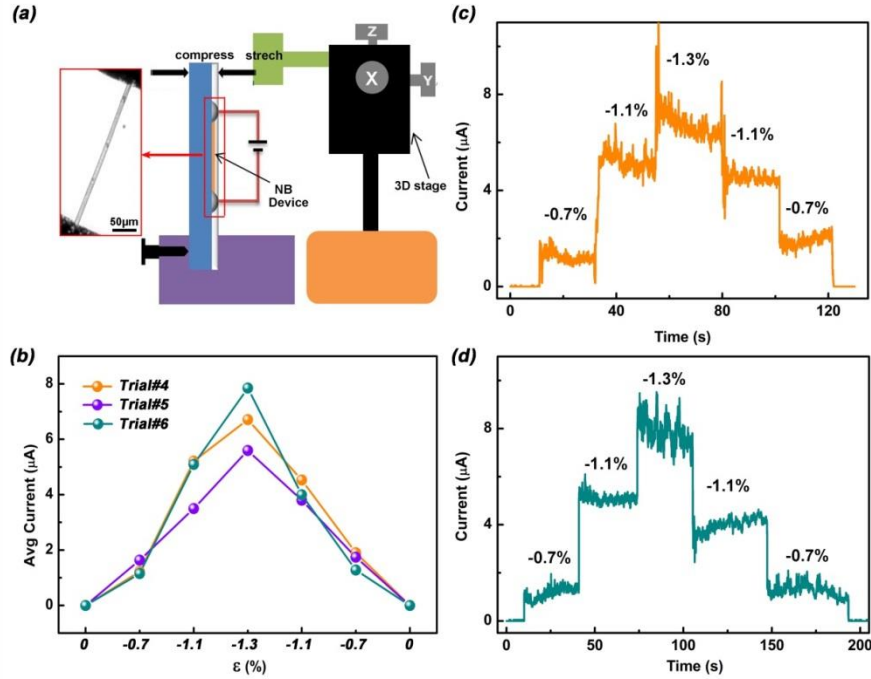 (a)
compress
strech
Z
X
Y
50μm
NB
Device
3D stage
(b)
Avg Current (μA)
8
6
4
2
0
Trial#4
Trial#5
Trial#6
0 -0.7 -1.1 -1.3 -1.1 -0.7 0
ε (%)
(c)
Current (μA)
8
4
0
-0.7%
-1.1%
-1.3%
-1.1%
-0.7%
0 40 80 120
Time (s)
(d)
Current (μA)
8
4
0
-0.7%
-1.1%
-1.3%
-1.1%
-0.7%
0 50 100 150 200
Time (s)